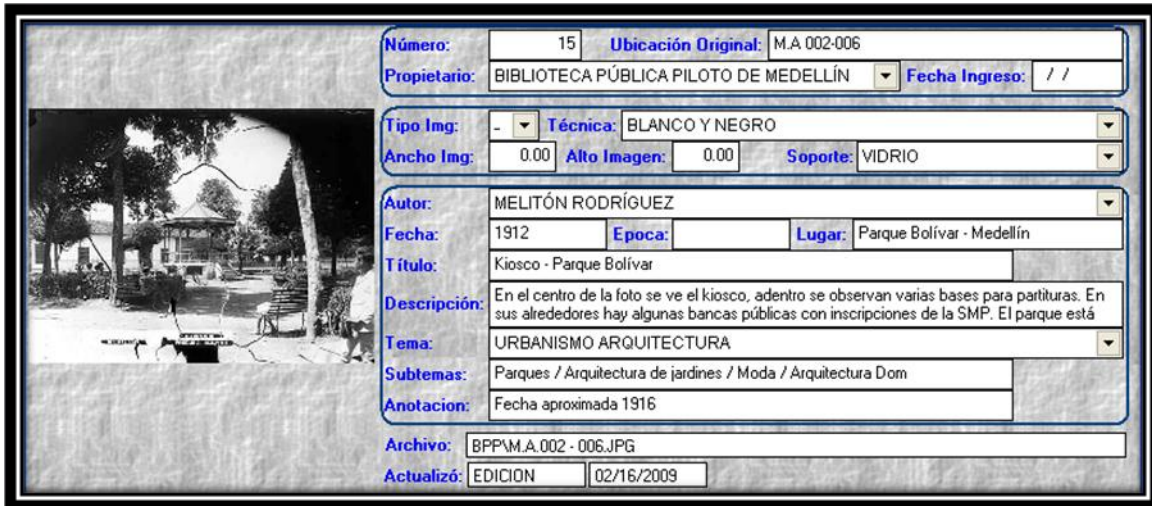 Número: 15 Ubicación Original: M.A 002-006
Propietario: BIBLIOTECA PÚBLICA PILOTO DE MEDELLÍN Fecha Ingreso: / /
Tipo Img: - Técnica: BLANCO Y NEGRO
Ancho Img: 0.00 Alto Imagen: 0.00 Soporte: VIDRIO
Autor: MELITÓN RODRÍGUEZ
Fecha: 1912 Epoca: Lugar: Parque Bolívar - Medellín
Título: Kiosco - Parque Bolívar
Descripción: En el centro de la foto se ve el kiosco, adentro se observan varias bases para partituras. En
sus alrededores hay algunas bancas públicas con inscripciones de la SMP. El parque está
Tema: URBANISMO ARQUITECTURA
Subtemas: Parques / Arquitectura de jardines / Moda / Arquitectura Dom
Anotacion: Fecha aproximada 1916
Archivo: BPP\M.A.002 - 006.JPG
Actualizó: EDICION 02/16/2009